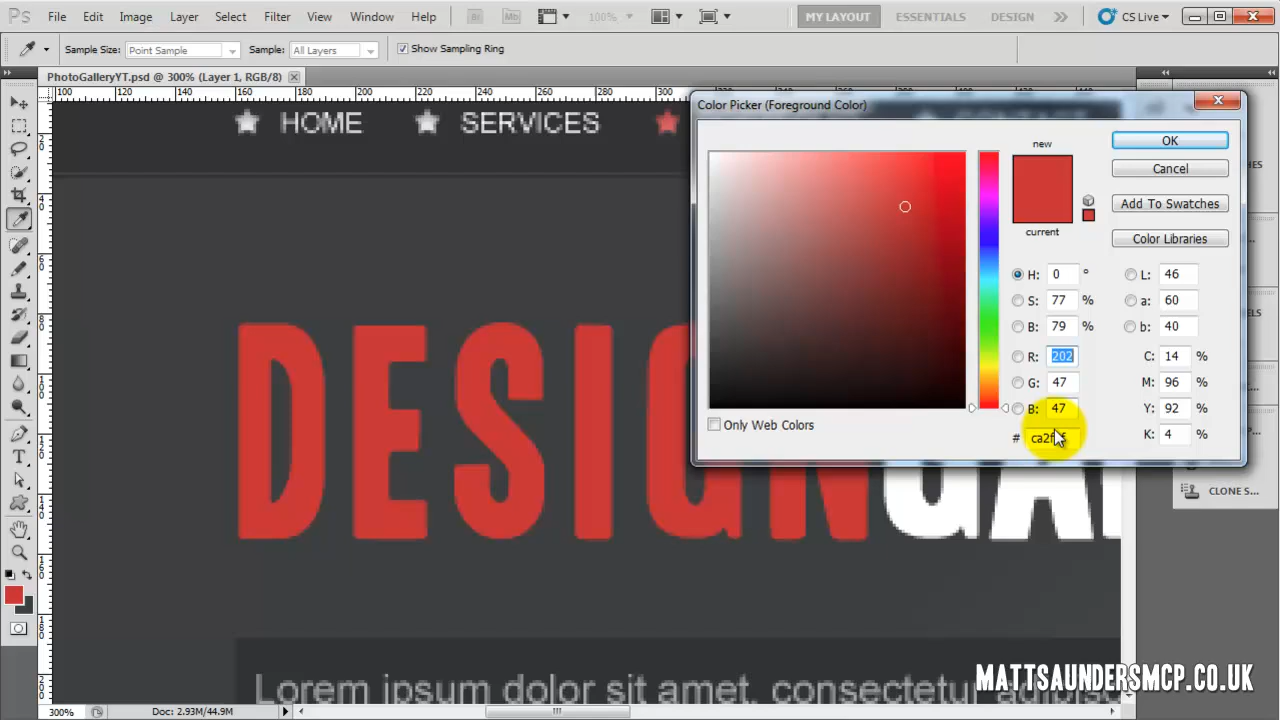 Ps File Edit Image Layer Select Filter View Window Help Br Mb 100% MY LAYOUT ESSENTIALS DESIGN CS Live
Sample Size: Point Sample Sample: All Layers Show Sampling Ring
PhotoGalleryYT.psd @ 300% (Layer 1, RGB/8)
100 120 140 160 180 200 220 240 260 280 300
HOME SERVICES
Color Picker (Foreground Color)
new
current
OK
Cancel
Add To Swatches
Color Libraries
H: 0 ° L: 46
S: 77 % a: 60
B: 79 % b: 40
R: 202 C: 14 %
G: 47 M: 96 %
B: 47 Y: 92 %
# K: 4 %
Only Web Colors
DESIGN
CLONE S...
T
Lorem ipsum dolor sit amet, consectetur
MATTSAUNDERSMCP.CO.UK
300% Doc: 2.93M/44.9M